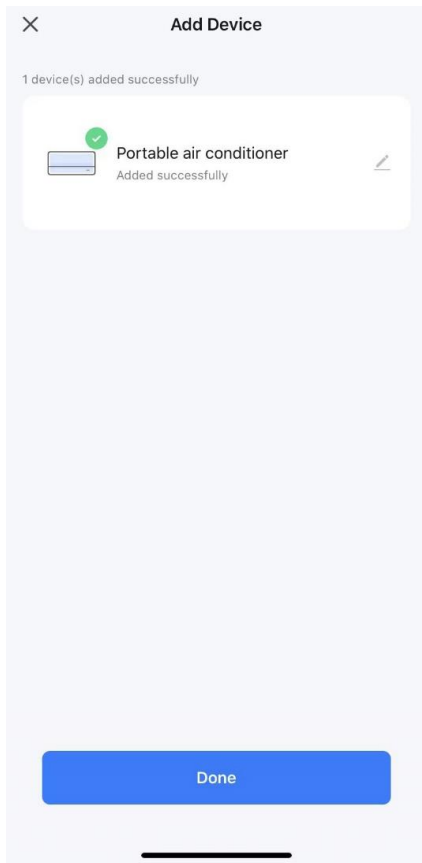 Add Device
1 device(s) added successfully
Portable air conditioner
Added successfully
Done